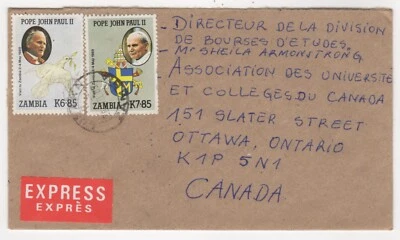 POPE JOHN PAUL II
ZAMBIA K6·85
POPE JOHN PAUL II
ZAMBIA K7·85
DIRECTEUR DE LA DIVISION
DE BOURSES D'ETUDES,
Mr SHEILA ARMONSTRONG
ASSOCIATION DES UNIVERSITE
ET COLLEGES DU CANADA
151 SLATER STREET
OTTAWA, ONTARIO
K1P 5N1
CANADA
EXPRESS
EXPRÈS